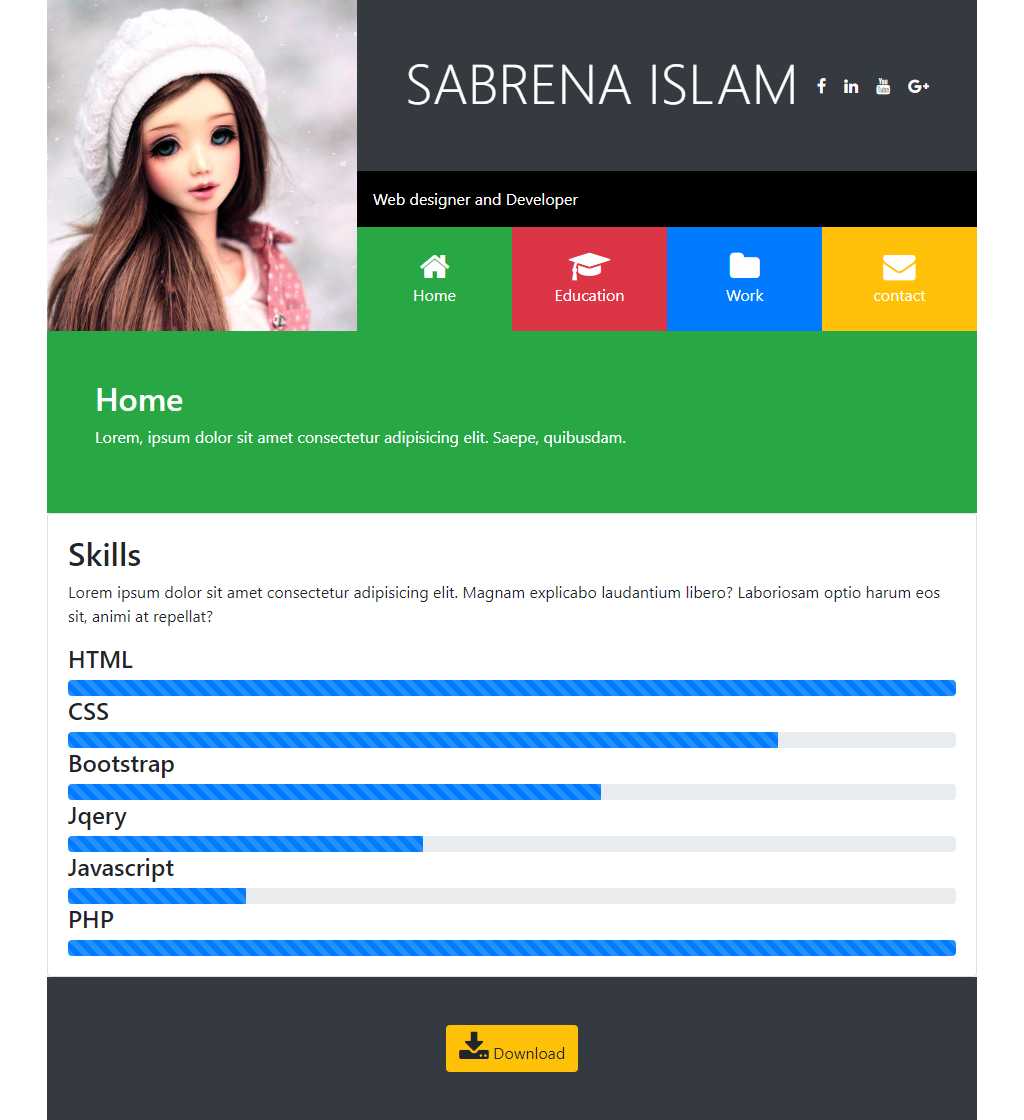 SABRENA ISLAM
Web designer and Developer
Home
Education
Work
contact
Home
Lorem, ipsum dolor sit amet consectetur adipisicing elit. Saepe, quibusdam.
Skills
Lorem ipsum dolor sit amet consectetur adipisicing elit. Magnam explicabo laudantium libero? Laboriosam optio harum eos
sit, animi at repellat?
HTML
CSS
Bootstrap
Jqery
Javascript
PHP
Download